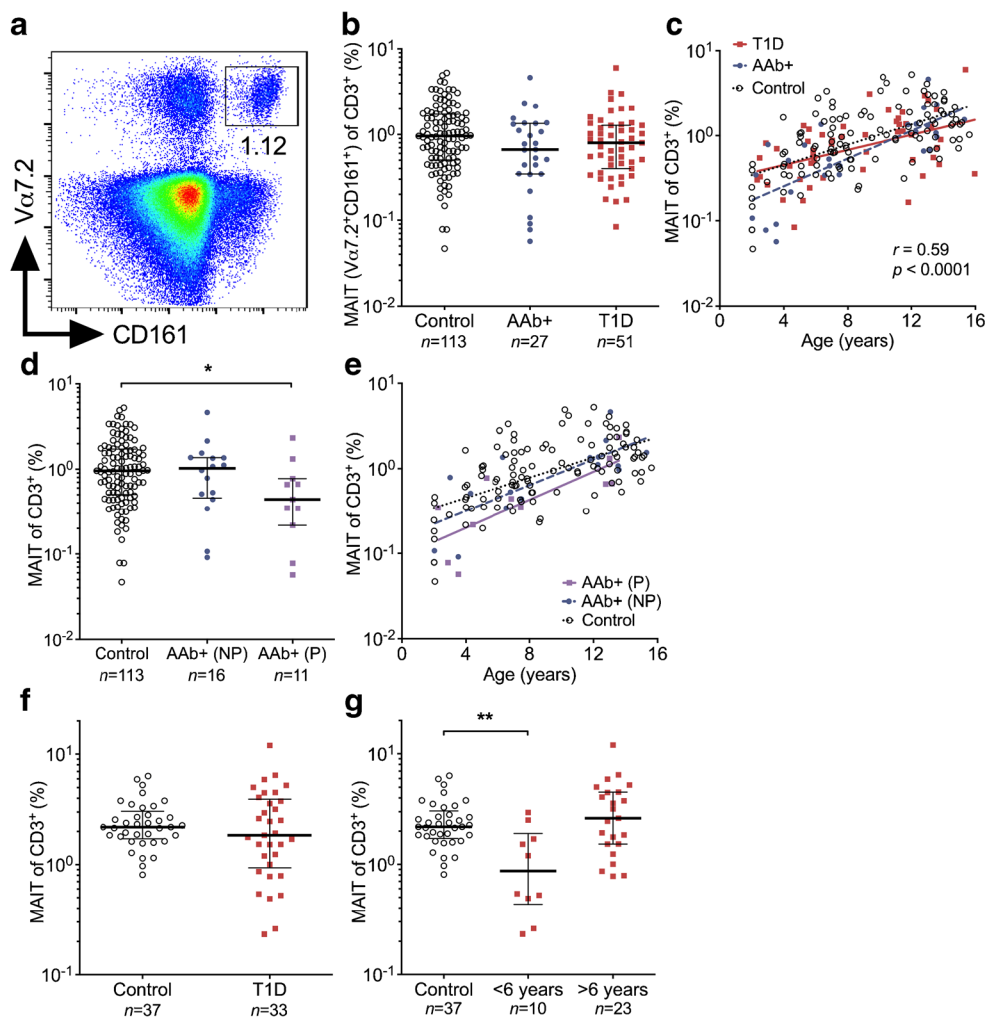 a
Vα7.2
CD161
1.12
b
MAIT (Vα7.2⁺CD161⁺) of CD3⁺ (%)
10¹
10⁰
10⁻¹
10⁻²
Control
n=113
AAb+
n=27
T1D
n=51
c
MAIT of CD3⁺ (%)
10¹
10⁰
10⁻¹
10⁻²
T1D
AAb+
Control
r = 0.59
p < 0.0001
0 4 8 12 16
Age (years)
d
MAIT of CD3⁺ (%)
10¹
10⁰
10⁻¹
10⁻²
*
Control
n=113
AAb+ (NP)
n=16
AAb+ (P)
n=11
e
MAIT of CD3⁺ (%)
10¹
10⁰
10⁻¹
10⁻²
AAb+ (P)
AAb+ (NP)
Control
0 4 8 12 16
Age (years)
f
MAIT of CD3⁺ (%)
10¹
10⁰
10⁻¹
Control
n=37
T1D
n=33
g
MAIT of CD3⁺ (%)
10¹
10⁰
10⁻¹
**
Control
n=37
<6 years
n=10
>6 years
n=23